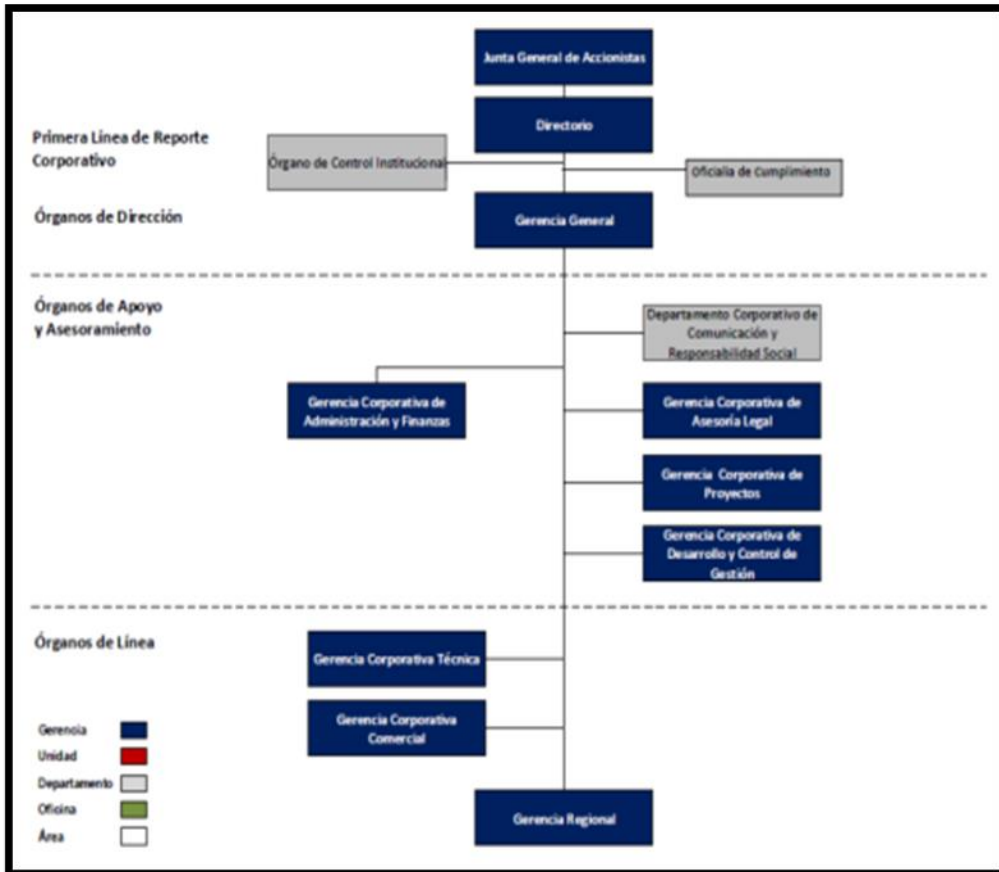 Junta General de Accionistas
Directorio
Primera Línea de Reporte
Corporativo
Órgano de Control Institucional
Oficialía de Cumplimiento
Órganos de Dirección
Gerencia General
Órganos de Apoyo
y Asesoramiento
Departamento Corporativo de
Comunicación y
Responsabilidad Social
Gerencia Corporativa de
Administración y Finanzas
Gerencia Corporativa de
Asesoría Legal
Gerencia Corporativa de
Proyectos
Gerencia Corporativa de
Desarrollo y Control de
Gestión
Órganos de Línea
Gerencia Corporativa Técnica
Gerencia Corporativa
Comercial
Gerencia Regional
Gerencia
Unidad
Departamento
Oficina
Área